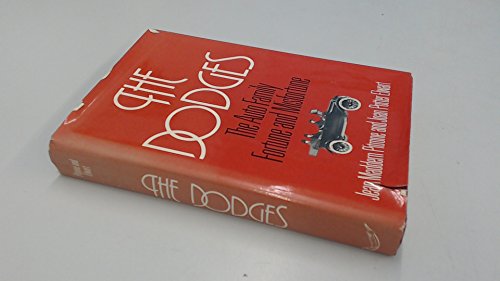 THE
DODGES
The Auto Family
Fortune and Misfortune
Jean Maddern Pitrone and Joan Potter Elwart
THE DODGES